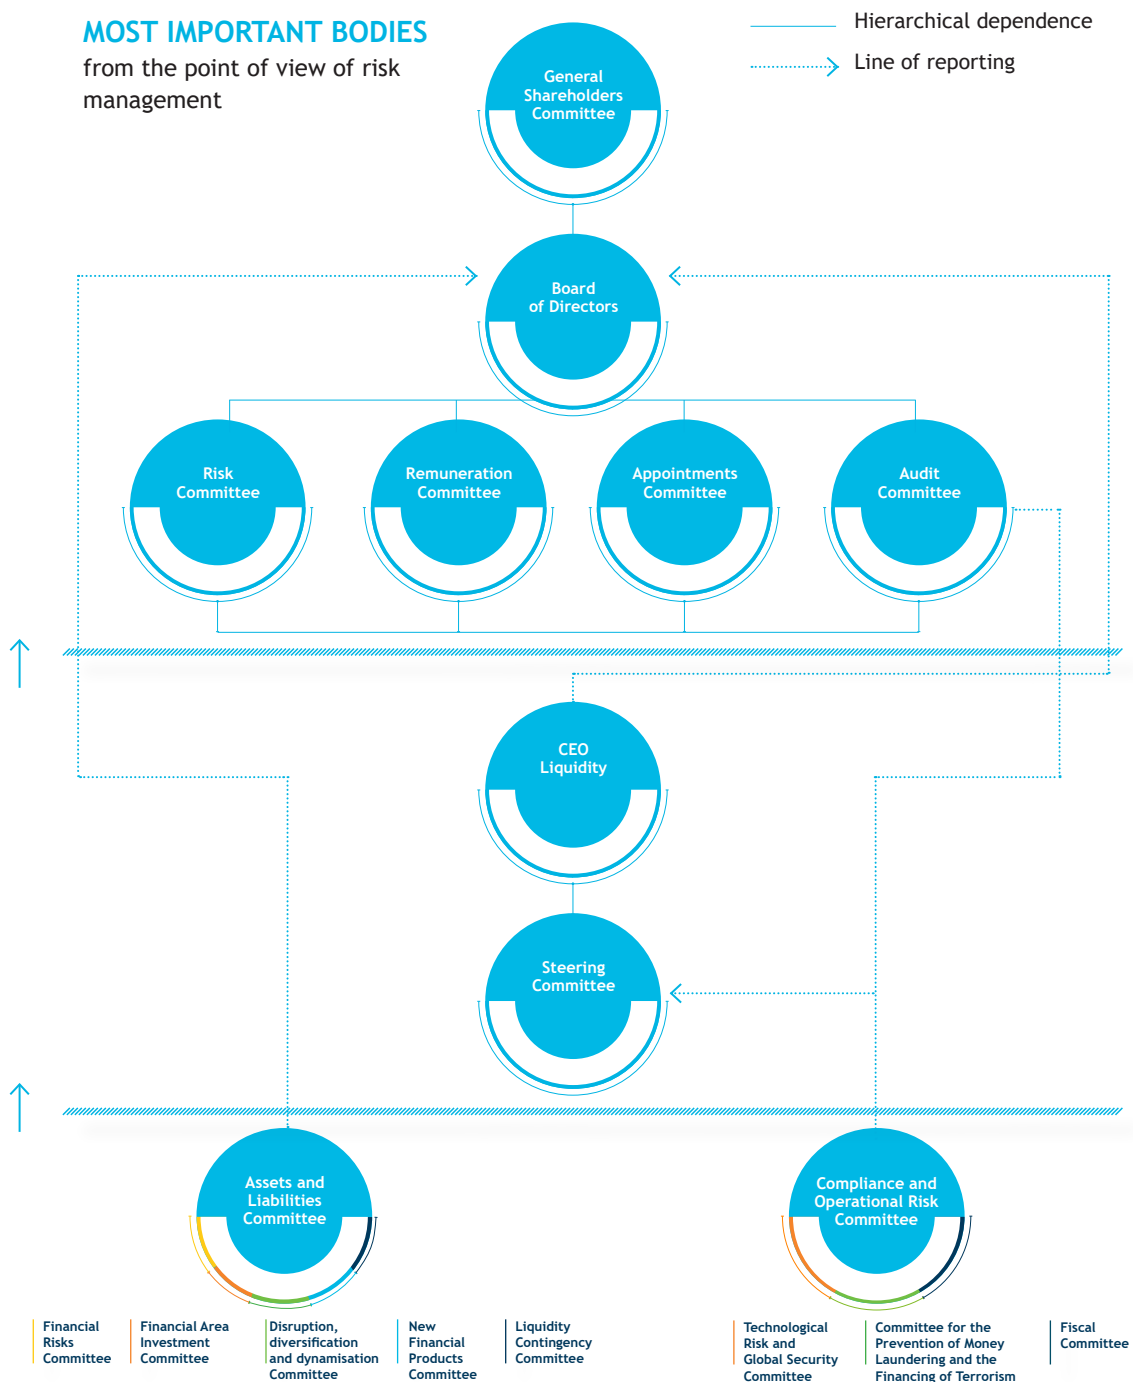 MOST IMPORTANT BODIES
from the point of view of risk
management
Hierarchical dependence
Line of reporting
General
Shareholders
Committee
Board
of Directors
Risk
Committee
Remuneration
Committee
Appointments
Committee
Audit
Committee
CEO
Liquidity
Steering
Committee
Assets and
Liabilities
Committee
Compliance and
Operational Risk
Committee
Financial
Risks
Committee
Financial Area
Investment
Committee
Disruption,
diversification
and dynamisation
Committee
New
Financial
Products
Committee
Liquidity
Contingency
Committee
Technological
Risk and
Global Security
Committee
Committee for the
Prevention of Money
Laundering and the
Financing of Terrorism
Fiscal
Committee